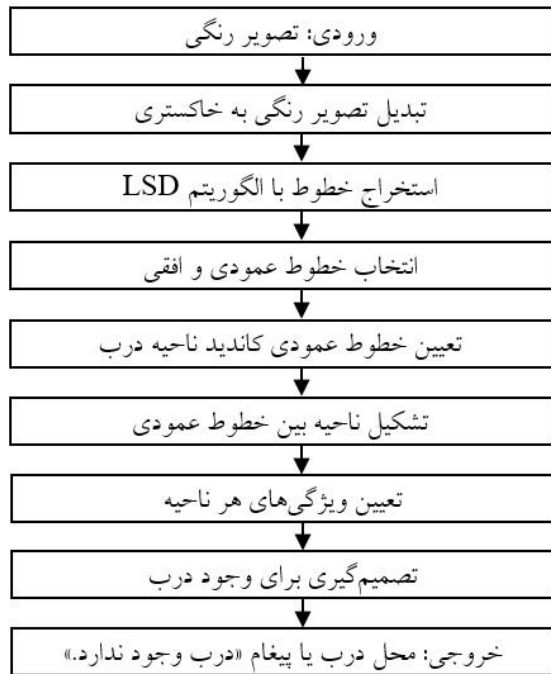 ورودی: تصویر رنگی
تبدیل تصویر رنگی به خاکستری
استخراج خطوط با الگوریتم LSD
انتخاب خطوط عمودی و افقی
تعیین خطوط عمودی کاندید ناحیه درب
تشکیل ناحیه بین خطوط عمودی
تعیین ویژگی‌های هر ناحیه
تصمیم‌گیری برای وجود درب
خروجی: محل درب یا پیغام «درب وجود ندارد.»